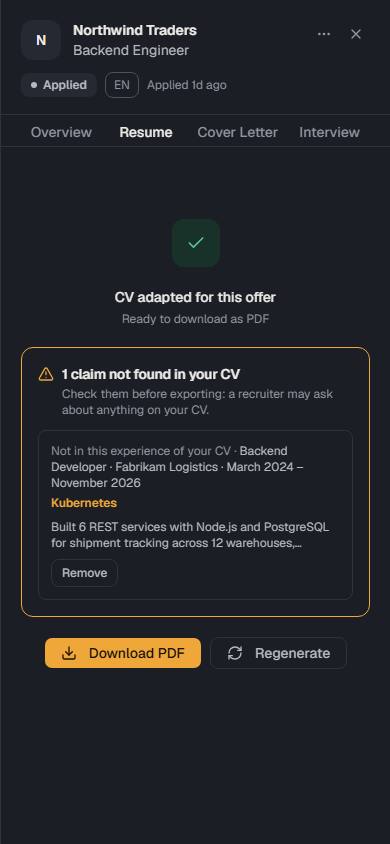 N
Northwind Traders
Backend Engineer
Applied
EN
Applied 1d ago
Overview
Resume
Cover Letter
Interview
CV adapted for this offer
Ready to download as PDF
1 claim not found in your CV
Check them before exporting: a recruiter may ask
about anything on your CV.
Not in this experience of your CV · Backend
Developer · Fabrikam Logistics · March 2024 –
November 2026
Kubernetes
Built 6 REST services with Node.js and PostgreSQL
for shipment tracking across 12 warehouses,…
Remove
Download PDF
Regenerate